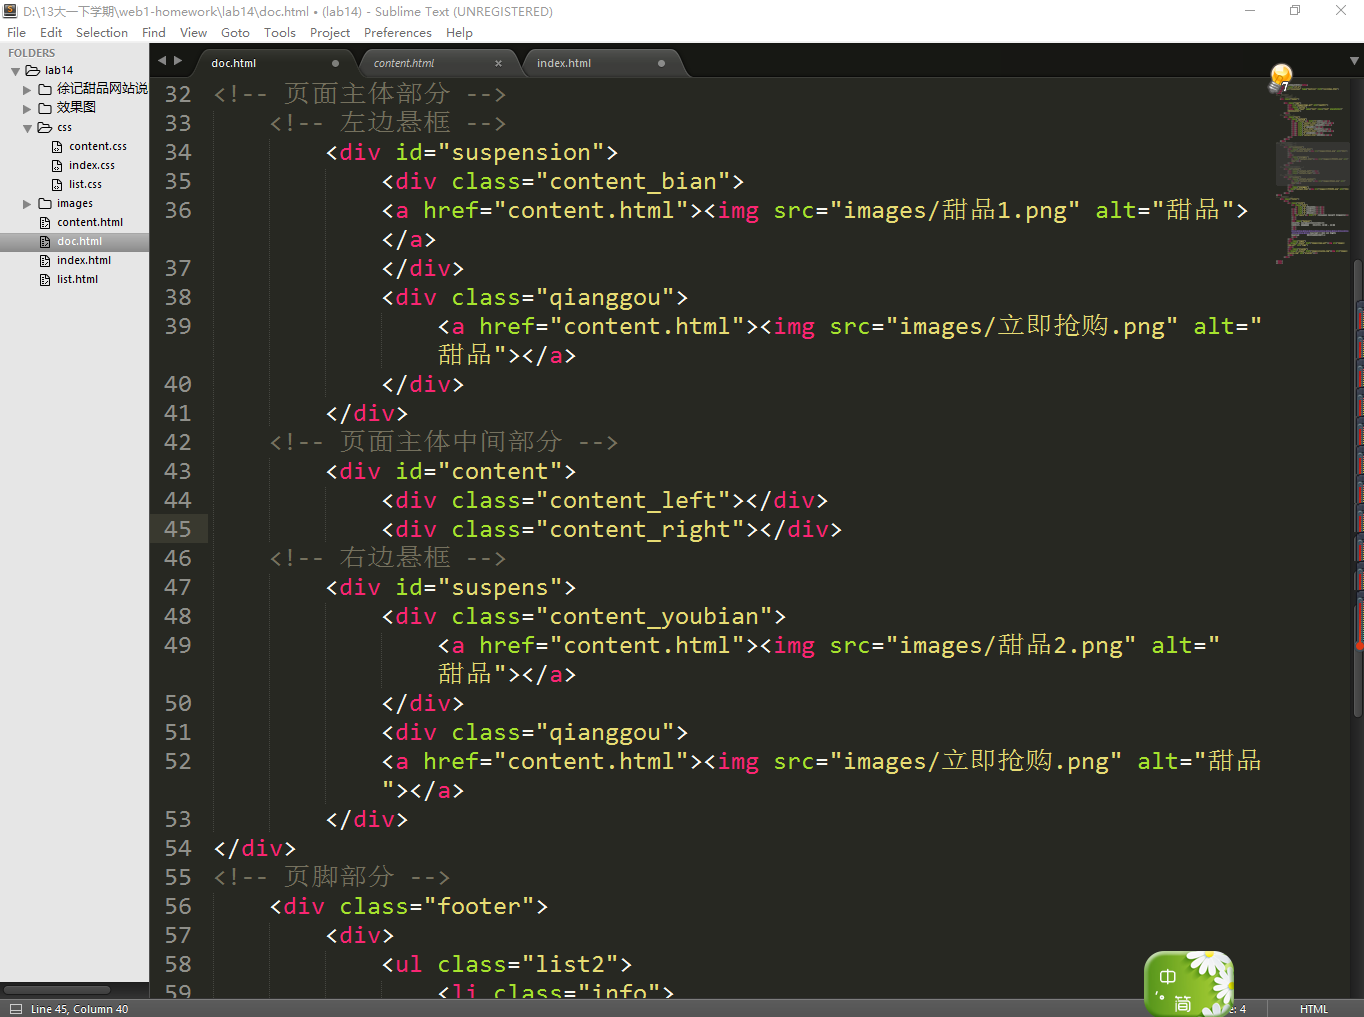 D:\13大一下学期\web1-homework\lab14\doc.html • (lab14) - Sublime Text (UNREGISTERED)
File Edit Selection Find View Goto Tools Project Preferences Help
FOLDERS
lab14
徐记甜品网站说
效果图
css
content.css
index.css
list.css
images
content.html
doc.html
index.html
list.html
doc.html content.html index.html
7
32 <!-- 页面主体部分 -->
33 <!-- 左边悬框 -->
34 <div id="suspension">
35 <div class="content_bian">
36 <a href="content.html"><img src="images/甜品1.png" alt="甜品">
</a>
37 </div>
38 <div class="qianggou">
39 <a href="content.html"><img src="images/立即抢购.png" alt="
甜品"></a>
40 </div>
41 </div>
42 <!-- 页面主体中间部分 -->
43 <div id="content">
44 <div class="content_left"></div>
45 <div class="content_right"></div>
46 <!-- 右边悬框 -->
47 <div id="suspens">
48 <div class="content_youbian">
49 <a href="content.html"><img src="images/甜品2.png" alt="
甜品"></a>
50 </div>
51 <div class="qianggou">
52 <a href="content.html"><img src="images/立即抢购.png" alt="甜品
"></a>
53 </div>
54 </div>
55 <!-- 页脚部分 -->
56 <div class="footer">
57 <div>
58 <ul class="list2">
59 <li class="info">
中
简
Line 45, Column 40
: 4
HTML